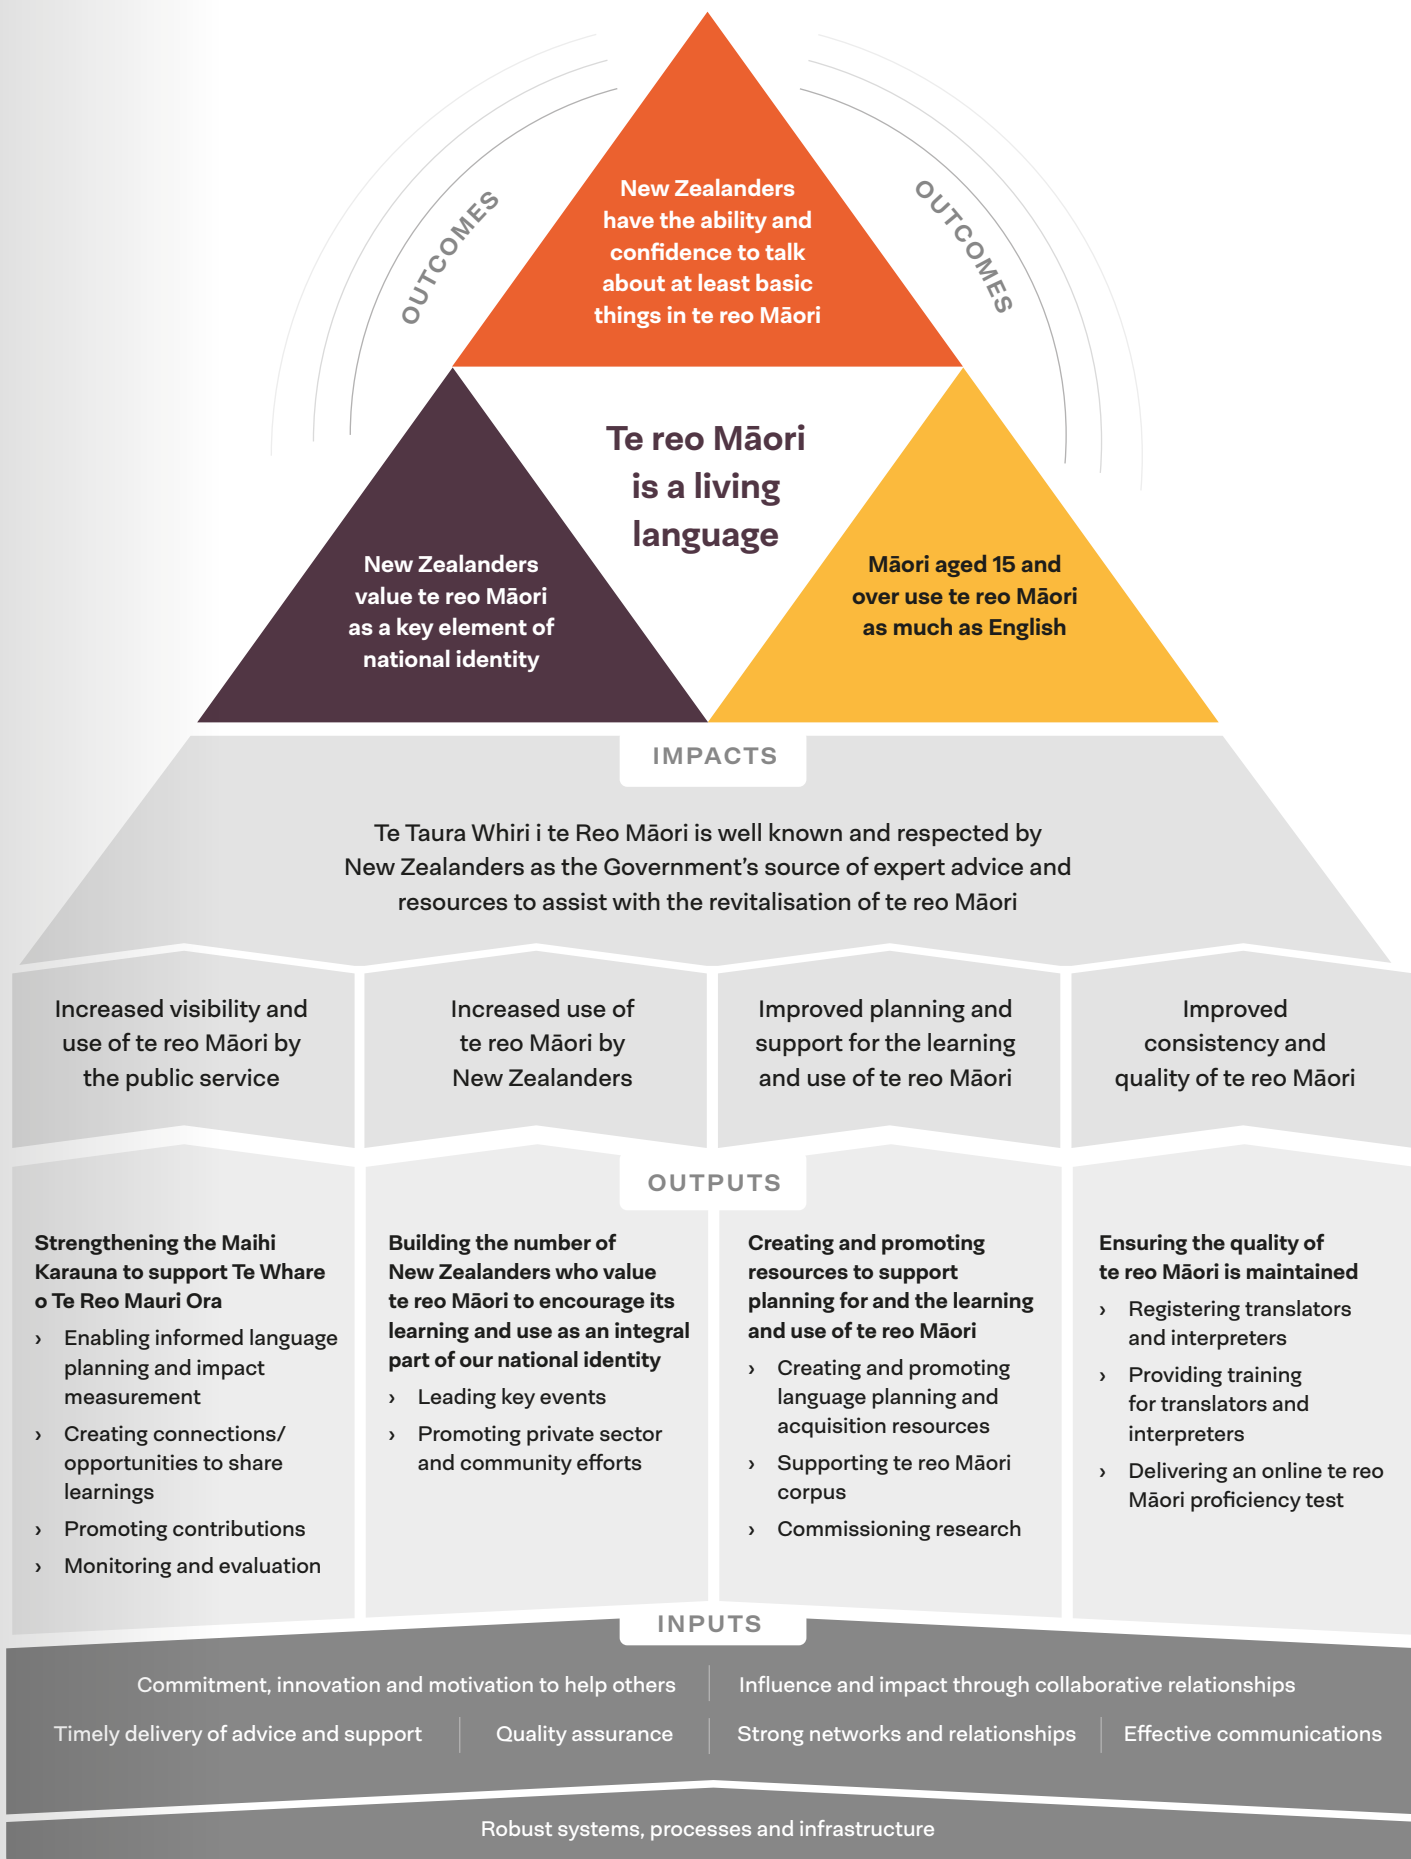 OUTCOMES
OUTCOMES
New Zealanders
have the ability and
confidence to talk
about at least basic
things in te reo Māori
Te reo Māori
is a living
language
New Zealanders
value te reo Māori
as a key element of
national identity
Māori aged 15 and
over use te reo Māori
as much as English
IMPACTS
Te Taura Whiri i te Reo Māori is well known and respected by
New Zealanders as the Government's source of expert advice and
resources to assist with the revitalisation of te reo Māori
Increased visibility and
use of te reo Māori by
the public service
Increased use of
te reo Māori by
New Zealanders
Improved planning and
support for the learning
and use of te reo Māori
Improved
consistency and
quality of te reo Māori
OUTPUTS
Strengthening the Maihi
Karauna to support Te Whare
o Te Reo Mauri Ora
› Enabling informed language
planning and impact
measurement
› Creating connections/
opportunities to share
learnings
› Promoting contributions
› Monitoring and evaluation
Building the number of
New Zealanders who value
te reo Māori to encourage its
learning and use as an integral
part of our national identity
› Leading key events
› Promoting private sector
and community efforts
Creating and promoting
resources to support
planning for and the learning
and use of te reo Māori
› Creating and promoting
language planning and
acquisition resources
› Supporting te reo Māori
corpus
› Commissioning research
Ensuring the quality of
te reo Māori is maintained
› Registering translators
and interpreters
› Providing training
for translators and
interpreters
› Delivering an online te reo
Māori proficiency test
INPUTS
Commitment, innovation and motivation to help others
Influence and impact through collaborative relationships
Timely delivery of advice and support
Quality assurance
Strong networks and relationships
Effective communications
Robust systems, processes and infrastructure